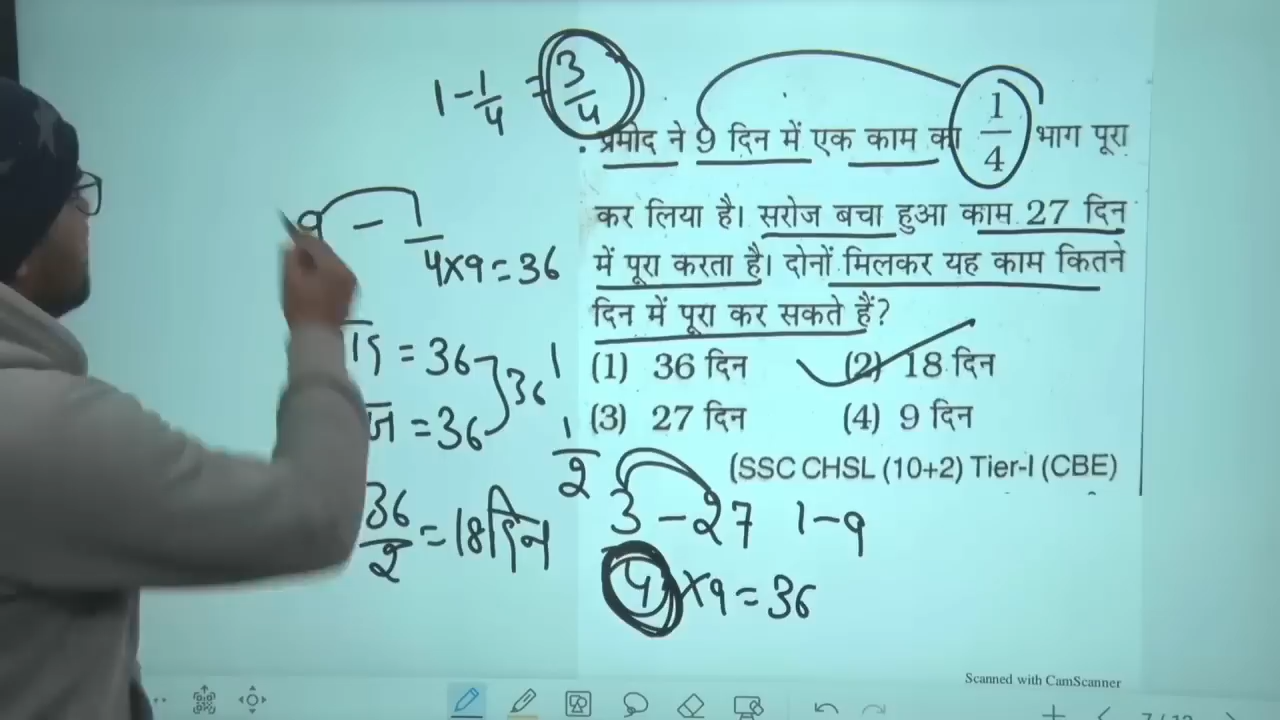 1 - 1/4 = 3/4
प्रमोद ने 9 दिन में एक काम का 1/4 भाग पूरा
कर लिया है। सरोज बचा हुआ काम 27 दिन
में पूरा करता है। दोनों मिलकर यह काम कितने
दिन में पूरा कर सकते हैं?
(1) 36 दिन (2) 18 दिन
(3) 27 दिन (4) 9 दिन
(SSC CHSL (10+2) Tier-I (CBE)
9 - 1
4×9=36
= 36
= 36
36
1
1/2
36/2 = 18 दिन
3 - 27 1-9
4×9=36
Scanned with CamScanner